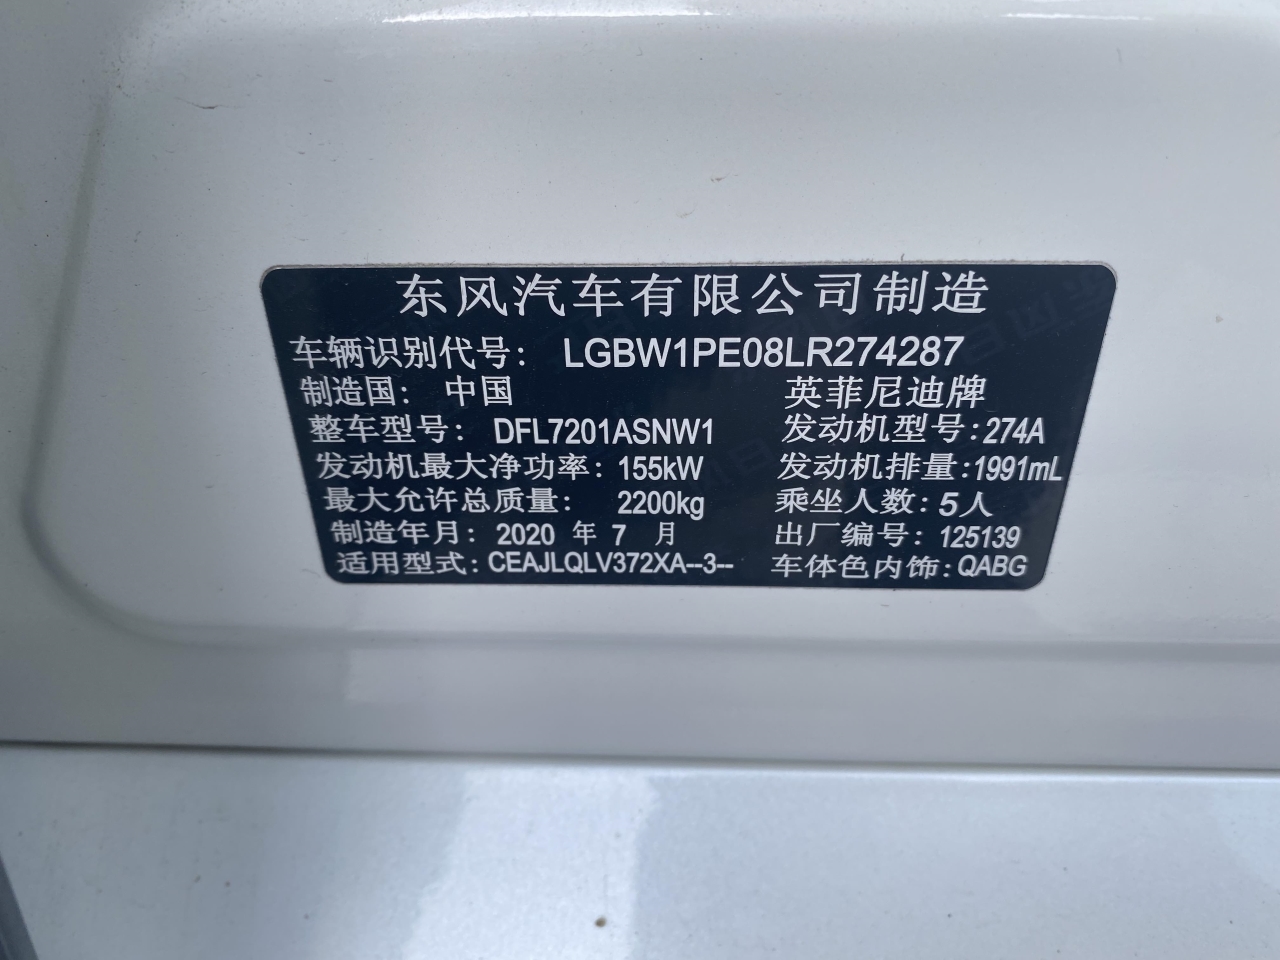 东风汽车有限公司制造
车辆识别代号: LGBW1PE08LR274287
制造国: 中国 英菲尼迪牌
整车型号: DFL7201ASNW1 发动机型号:274A
发动机最大净功率: 155kW 发动机排量:1991mL
最大允许总质量: 2200kg 乘坐人数: 5人
制造年月: 2020 年 7 月 出厂编号: 125139
适用型式: CEAJLQLV372XA--3-- 车体色内饰: QABG